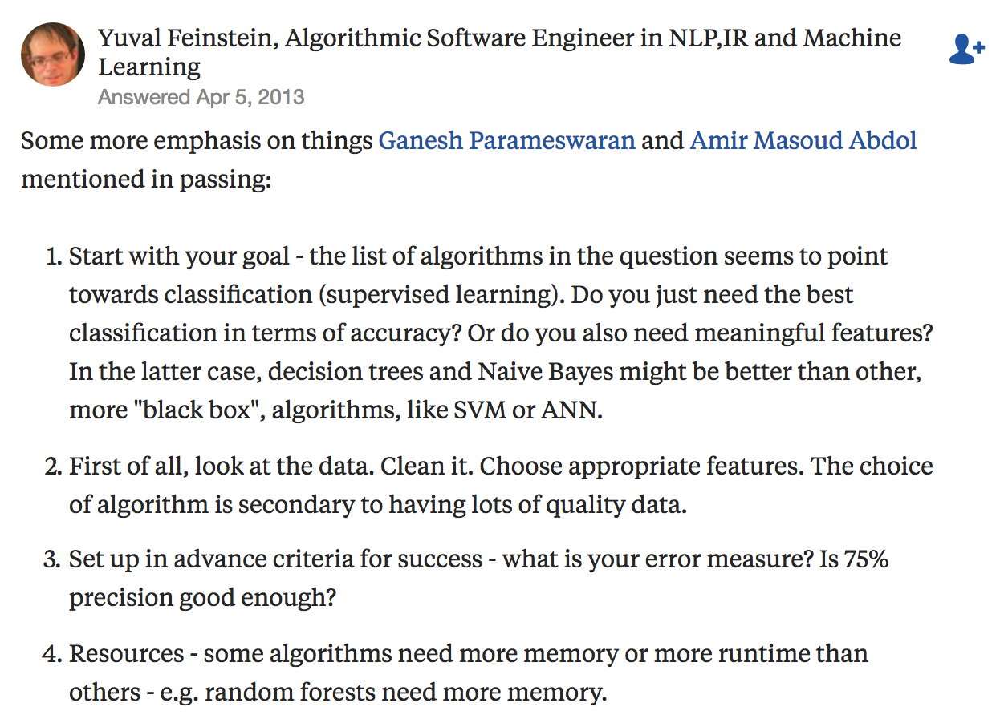 Yuval Feinstein, Algorithmic Software Engineer in NLP,IR and Machine
Learning
Answered Apr 5, 2013
Some more emphasis on things Ganesh Parameswaran and Amir Masoud Abdol
mentioned in passing:
1. Start with your goal - the list of algorithms in the question seems to point
towards classification (supervised learning). Do you just need the best
classification in terms of accuracy? Or do you also need meaningful features?
In the latter case, decision trees and Naive Bayes might be better than other,
more "black box", algorithms, like SVM or ANN.
2. First of all, look at the data. Clean it. Choose appropriate features. The choice
of algorithm is secondary to having lots of quality data.
3. Set up in advance criteria for success - what is your error measure? Is 75%
precision good enough?
4. Resources - some algorithms need more memory or more runtime than
others - e.g. random forests need more memory.